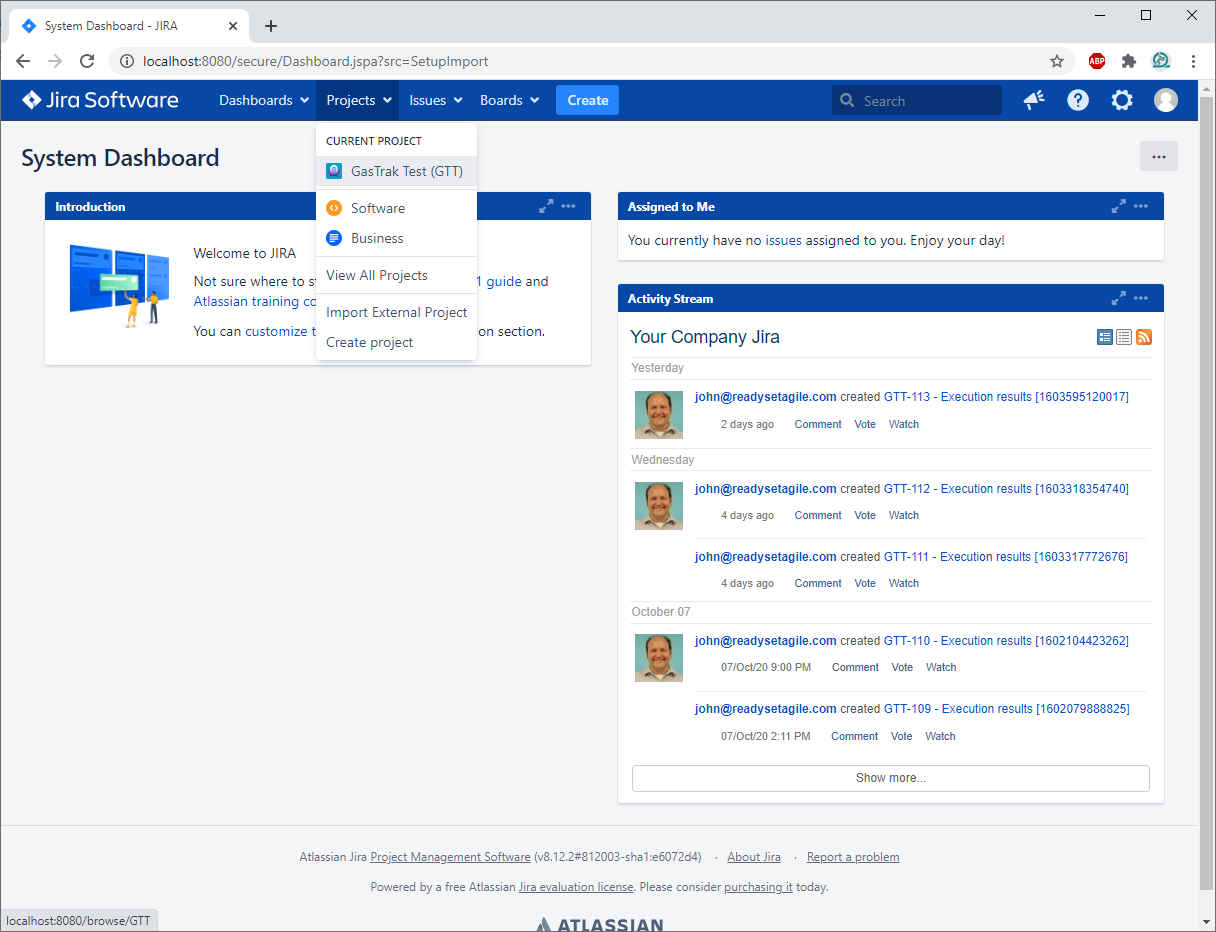 System Dashboard - JIRA
localhost:8080/secure/Dashboard.jspa?src=SetupImport
ABP
Jira Software
Dashboards
Projects
Issues
Boards
Create
Search
CURRENT PROJECT
GasTrak Test (GTT)
Software
Business
View All Projects
Import External Project
Create project
System Dashboard
Introduction
Welcome to JIRA
Not sure where to st
1 guide and
Atlassian training co
You can customize t
on section.
Assigned to Me
You currently have no issues assigned to you. Enjoy your day!
Activity Stream
Your Company Jira
Yesterday
john@readysetagile.com created GTT-113 - Execution results [1603595120017]
2 days ago Comment Vote Watch
Wednesday
john@readysetagile.com created GTT-112 - Execution results [1603318354740]
4 days ago Comment Vote Watch
john@readysetagile.com created GTT-111 - Execution results [1603317772676]
4 days ago Comment Vote Watch
October 07
john@readysetagile.com created GTT-110 - Execution results [1602104423262]
07/Oct/20 9:00 PM Comment Vote Watch
john@readysetagile.com created GTT-109 - Execution results [1602079888825]
07/Oct/20 2:11 PM Comment Vote Watch
Show more...
Atlassian Jira Project Management Software (v8.12.2#812003-sha1:e6072d4) · About Jira · Report a problem
Powered by a free Atlassian Jira evaluation license. Please consider purchasing it today.
ATLASSIAN
localhost:8080/browse/GTT